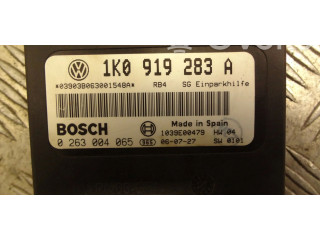 1K0 919 283 A
*03903B063001548A* RB4 SG Einparkhilfe
BOSCH Made in Spain
1039E00479 HW 04
0 263 004 065 06-07-27 SW 0101